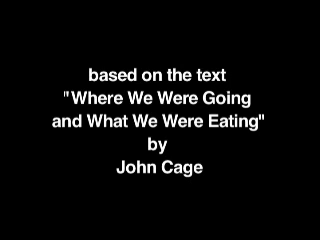 based on the text
"Where We Were Going
and What We Were Eating"
by
John Cage